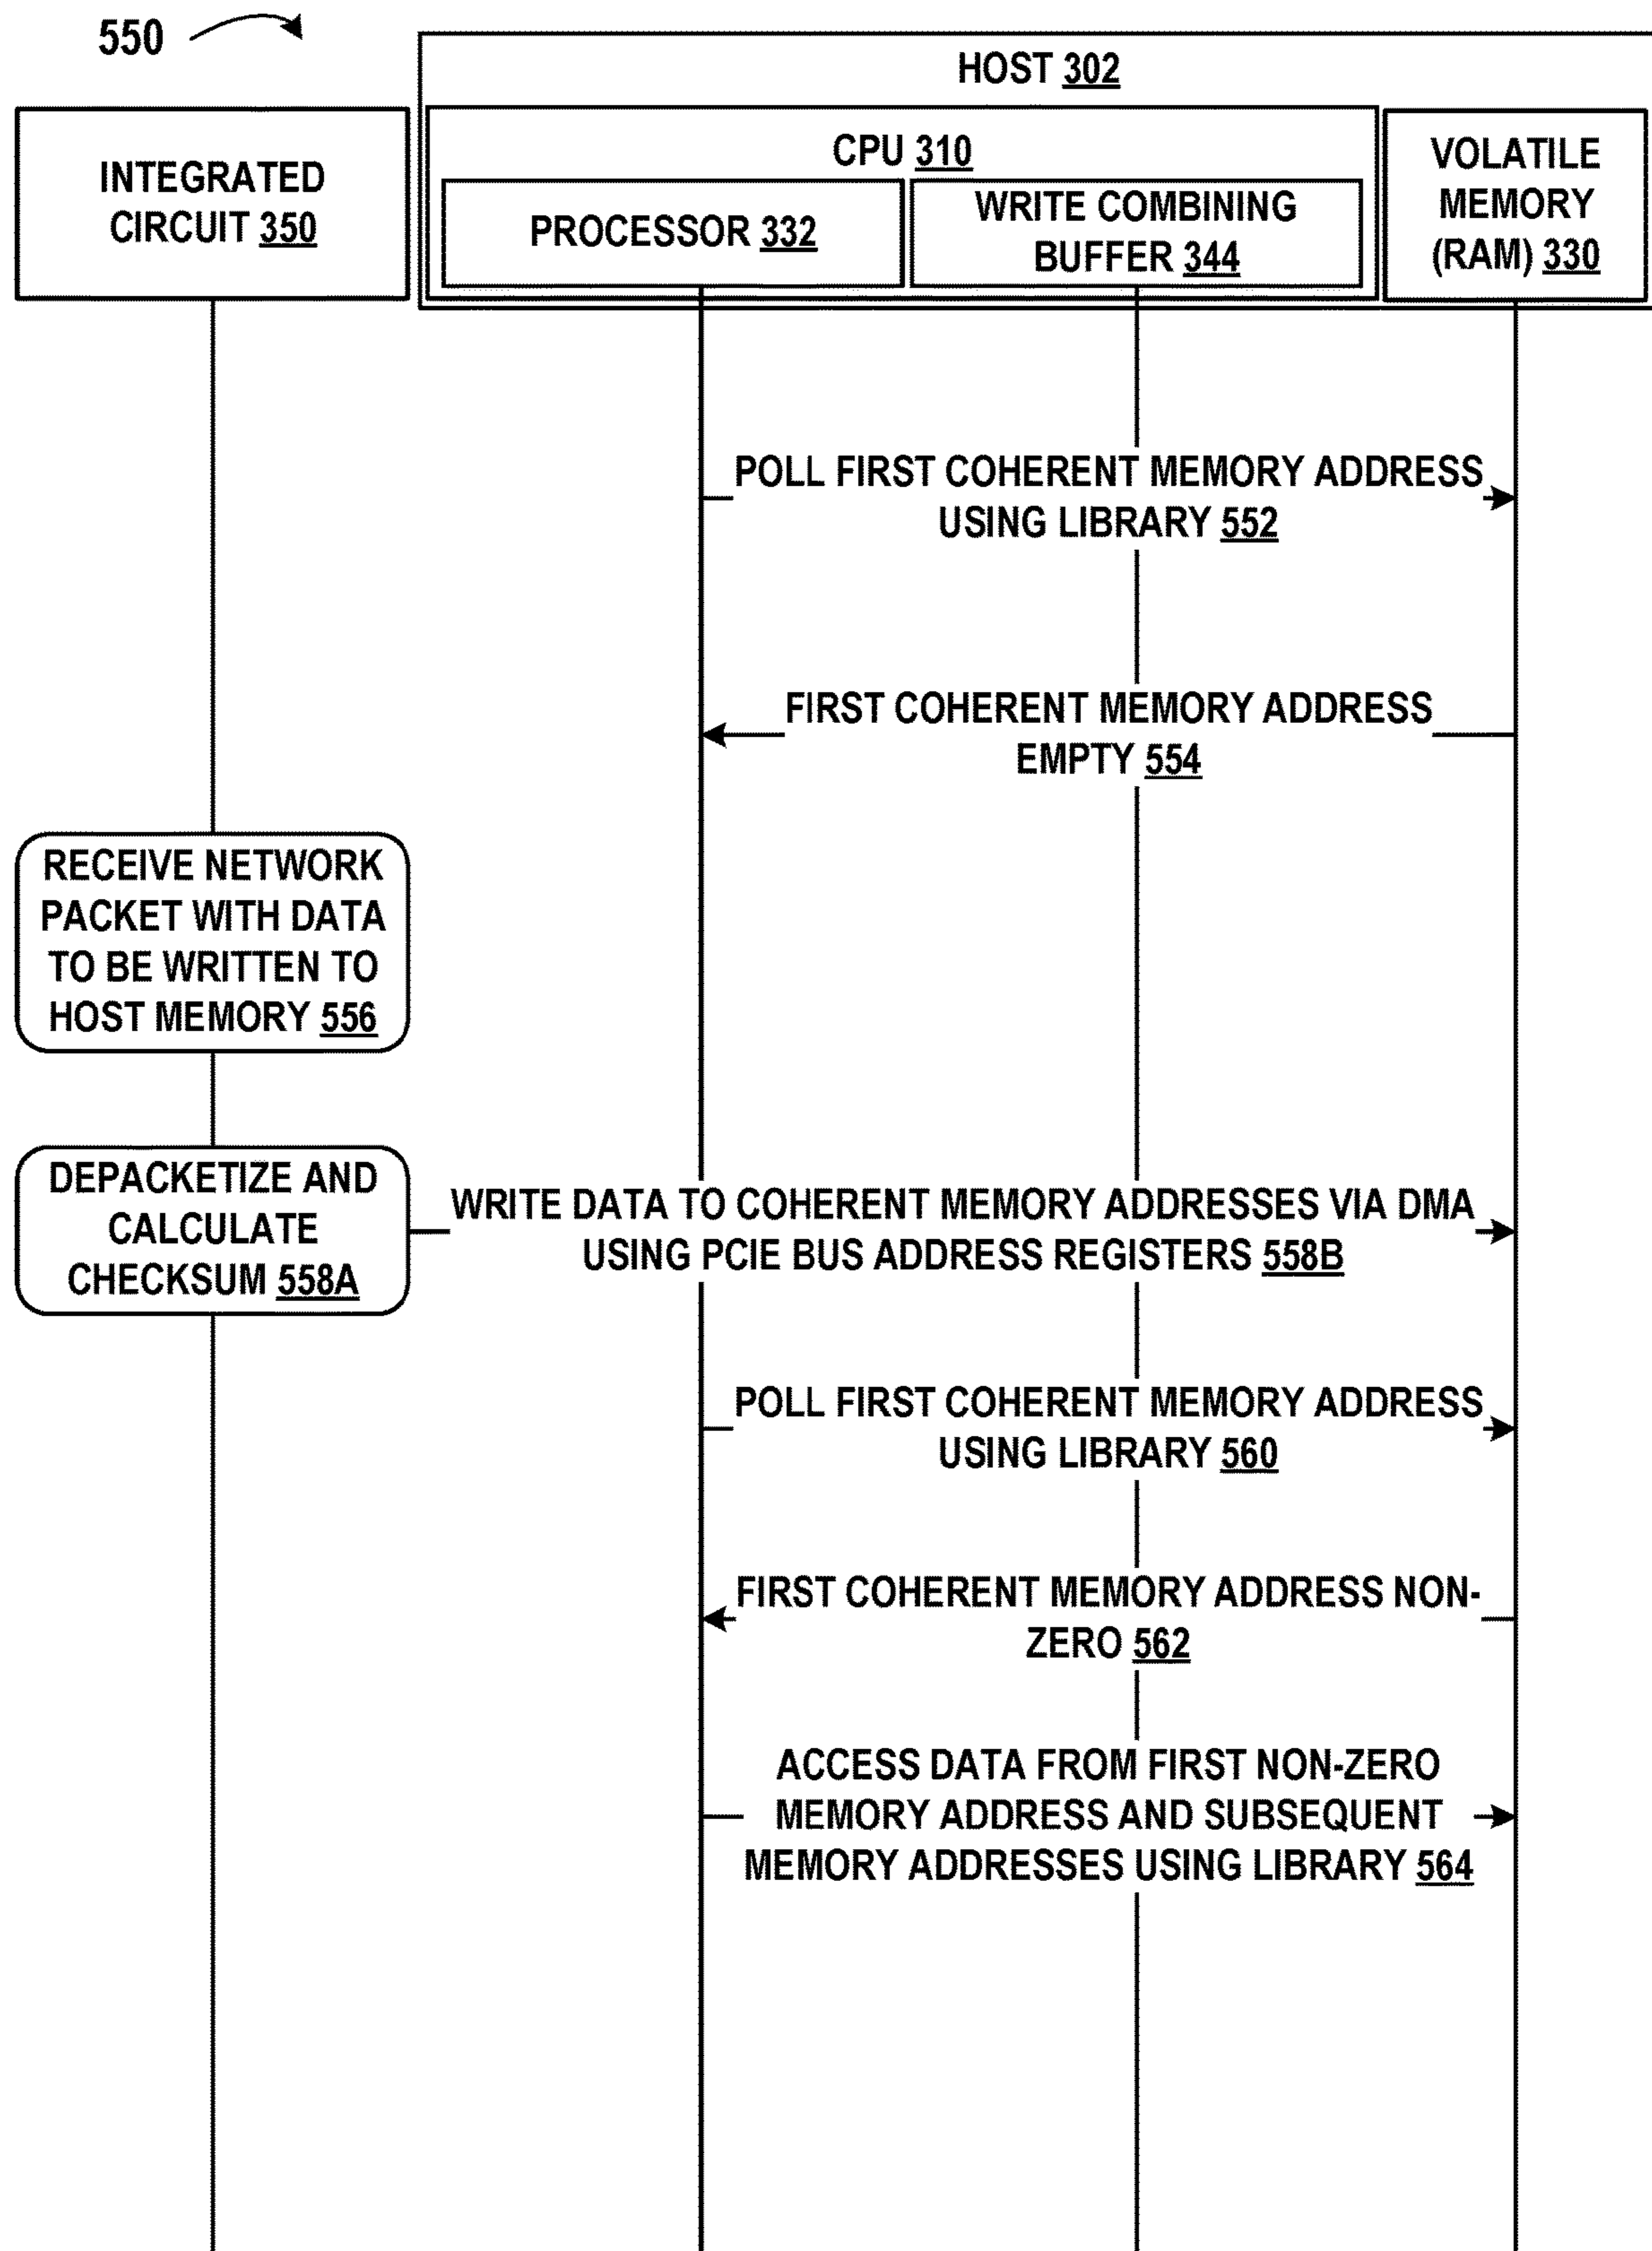 550
HOST 302
INTEGRATED
CIRCUIT 350
CPU 310
PROCESSOR 332
WRITE COMBINING
BUFFER 344
VOLATILE
MEMORY
(RAM) 330
POLL FIRST COHERENT MEMORY ADDRESS
USING LIBRARY 552
FIRST COHERENT MEMORY ADDRESS
EMPTY 554
RECEIVE NETWORK
PACKET WITH DATA
TO BE WRITTEN TO
HOST MEMORY 556
DEPACKETIZE AND
CALCULATE
CHECKSUM 558A
WRITE DATA TO COHERENT MEMORY ADDRESSES VIA DMA
USING PCIE BUS ADDRESS REGISTERS 558B
POLL FIRST COHERENT MEMORY ADDRESS
USING LIBRARY 560
FIRST COHERENT MEMORY ADDRESS NON-
ZERO 562
ACCESS DATA FROM FIRST NON-ZERO
MEMORY ADDRESS AND SUBSEQUENT
MEMORY ADDRESSES USING LIBRARY 564